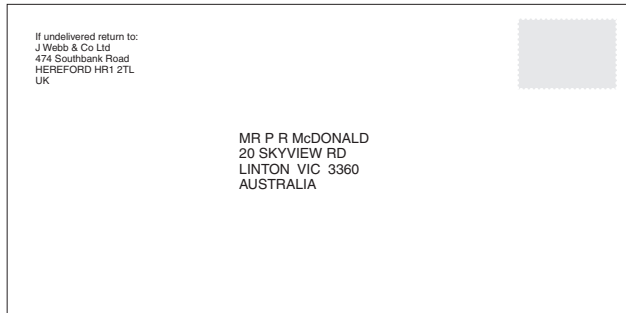 If undelivered return to:
J Webb & Co Ltd
474 Southbank Road
HEREFORD HR1 2TL
UK
MR P R McDONALD
20 SKYVIEW RD
LINTON  VIC  3360
AUSTRALIA